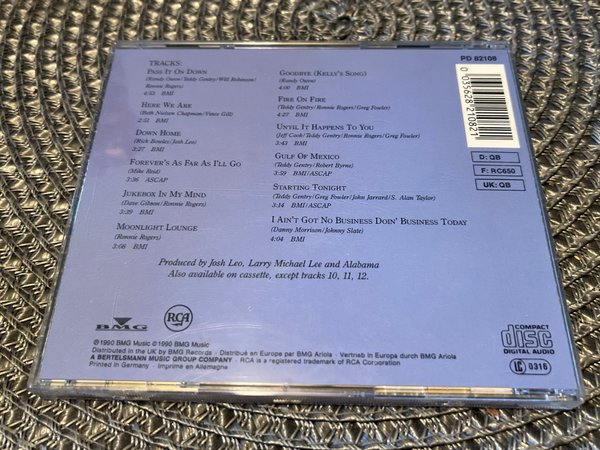 PD 82108
TRACKS:
PASS IT ON DOWN
(Randy Owen/Teddy Gentry/Will Robinson/
Ronnie Rogers)
4:53 BMI
HERE WE ARE
(Beth Nielsen Chapman/Vince Gill)
2:51 BMI
DOWN HOME
(Rick Bowles/Josh Leo)
3:27 BMI
FOREVER'S AS FAR AS I'LL GO
(Mike Reid)
3:36 ASCAP
JUKEBOX IN MY MIND
(Dave Gibson/Ronnie Rogers)
3:39 BMI
MOONLIGHT LOUNGE
(Ronnie Rogers)
3:08 BMI
GOODBYE (KELLY'S SONG)
(Randy Owen)
4:00 BMI
FIRE ON FIRE
(Teddy Gentry/Ronnie Rogers/Greg Fowler)
4:27 BMI
UNTIL IT HAPPENS TO YOU
(Jeff Cook/Teddy Gentry/Ronnie Rogers/Greg Fowler)
3:43 BMI
GULF OF MEXICO
(Teddy Gentry/Robert Byrne)
3:59 BMI/ASCAP
STARTING TONIGHT
(Teddy Gentry/Greg Fowler/John Jarrard/S. Alan Taylor)
3:14 BMI/ASCAP
I AIN'T GOT NO BUSINESS DOIN' BUSINESS TODAY
(Danny Morrison/Johnny Slate)
4:04 BMI
0 035628 210821
D: QB
F: RC650
UK: QB
Produced by Josh Leo, Larry Michael Lee and Alabama
Also available on cassette, except tracks 10, 11, 12.
BMG
RCA
COMPACT
disc
DIGITAL AUDIO
℗ 1990 BMG Music © 1990 BMG Music
Distributed in the UK by BMG Records - Distribué en Europe par BMG Ariola - Vertrieb in Europa durch BMG Ariola
A BERTELSMANN MUSIC GROUP COMPANY - RCA is a registered trademark of RCA Corporation
Printed in Germany - Imprimé en Allemagne
LC 0316